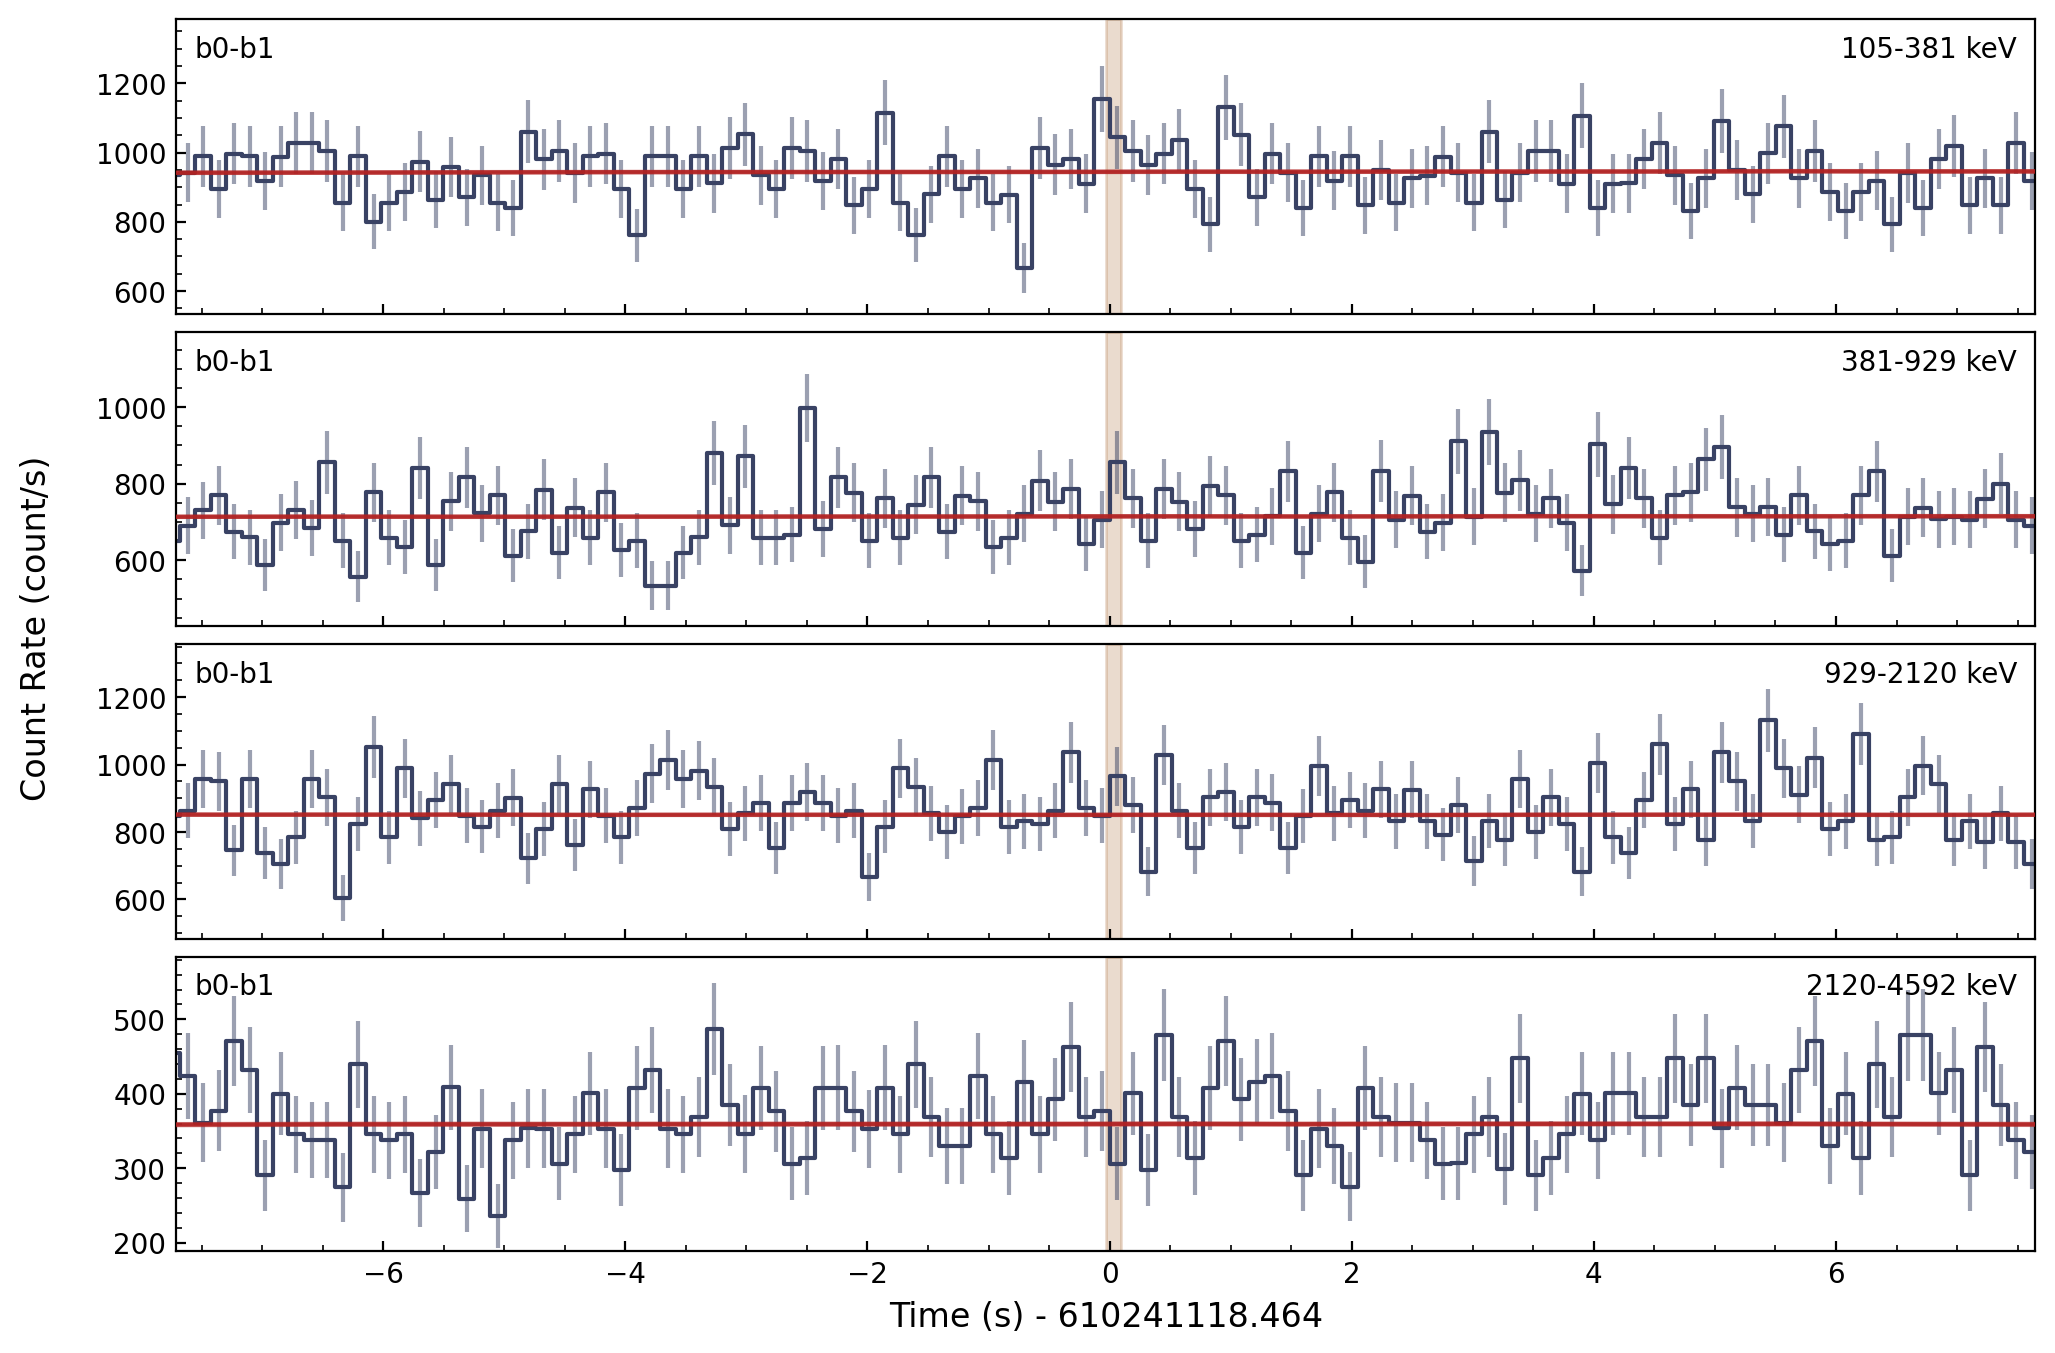 b0-b1 105-381 keV
1200
1000
800
600
b0-b1 381-929 keV
1000
800
600
b0-b1 929-2120 keV
1200
1000
800
600
b0-b1 2120-4592 keV
500
400
300
200
Count Rate (count/s)
−6 −4 −2 0 2 4 6
Time (s) - 610241118.464